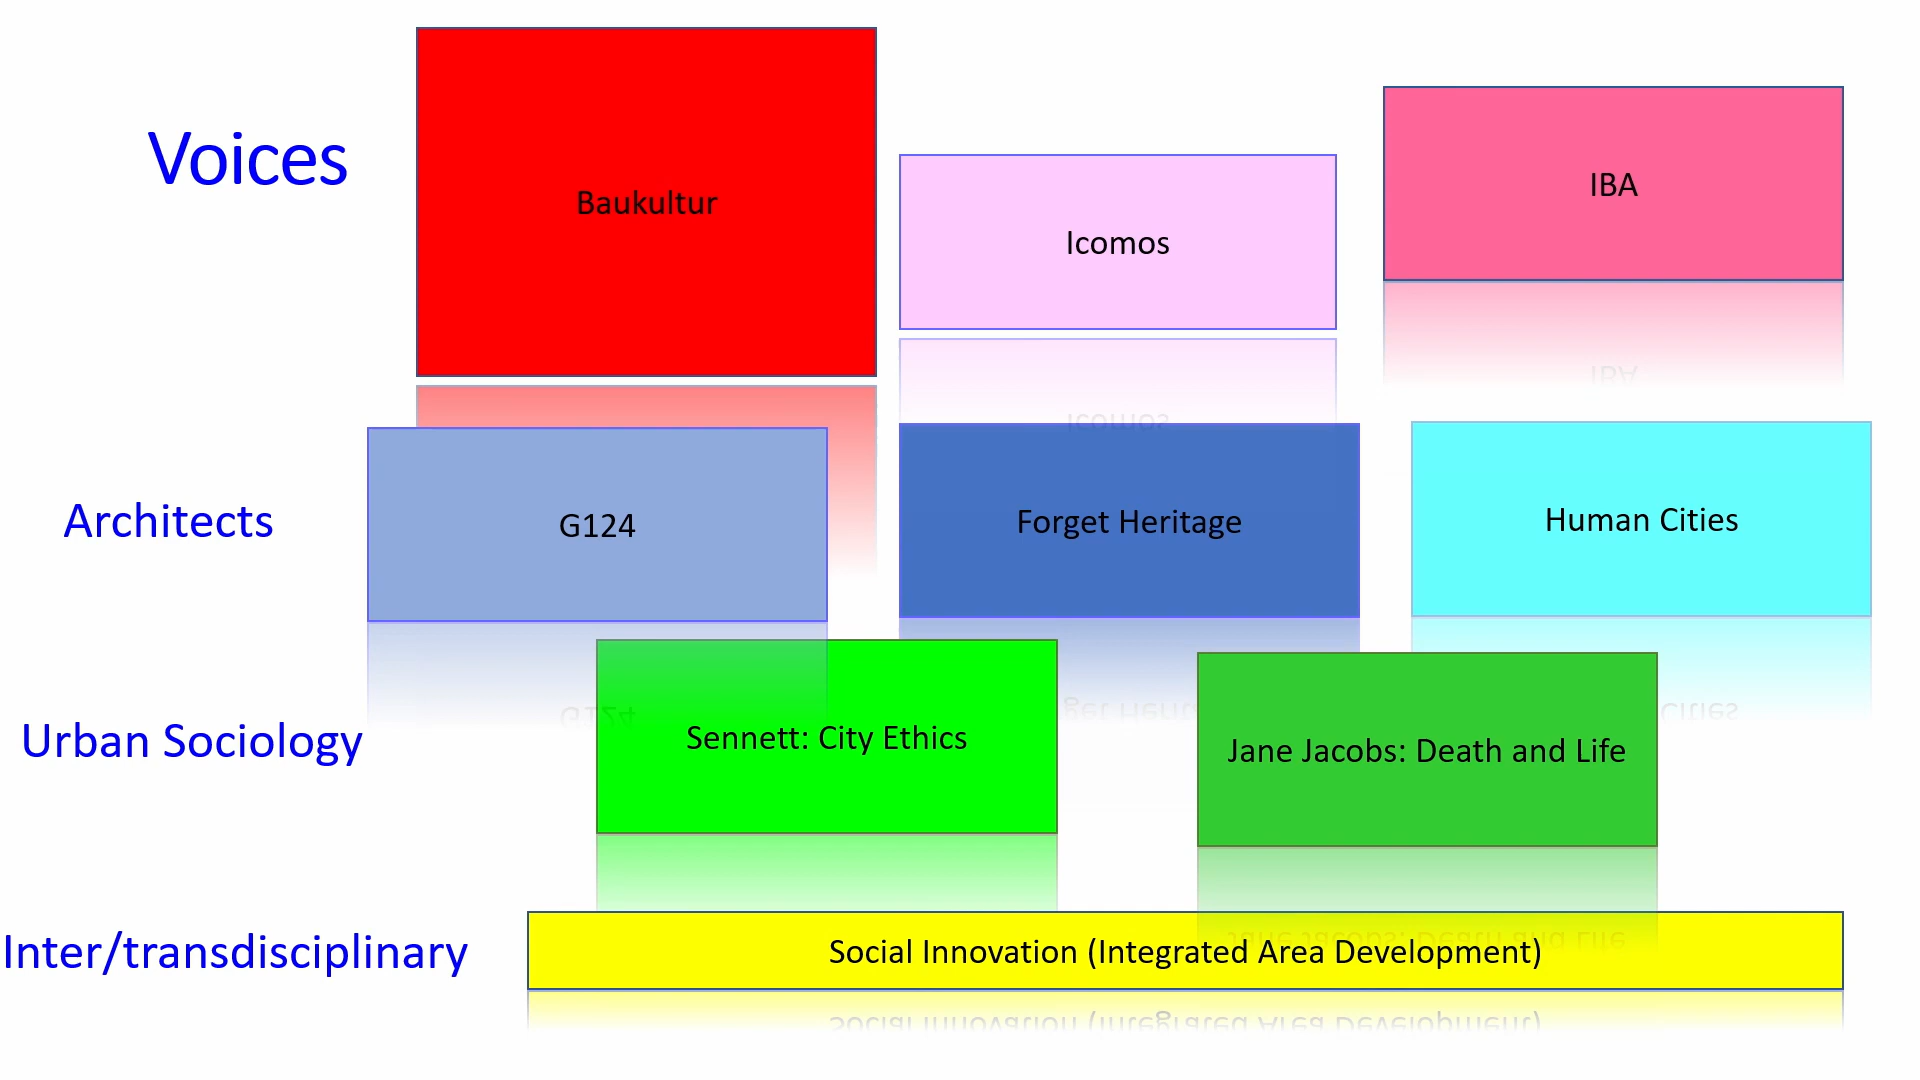 Voices
Baukultur
Icomos
IBA
Architects
G124
Forget Heritage
Human Cities
Urban Sociology
Sennett: City Ethics
Jane Jacobs: Death and Life
Inter/transdisciplinary
Social Innovation (Integrated Area Development)